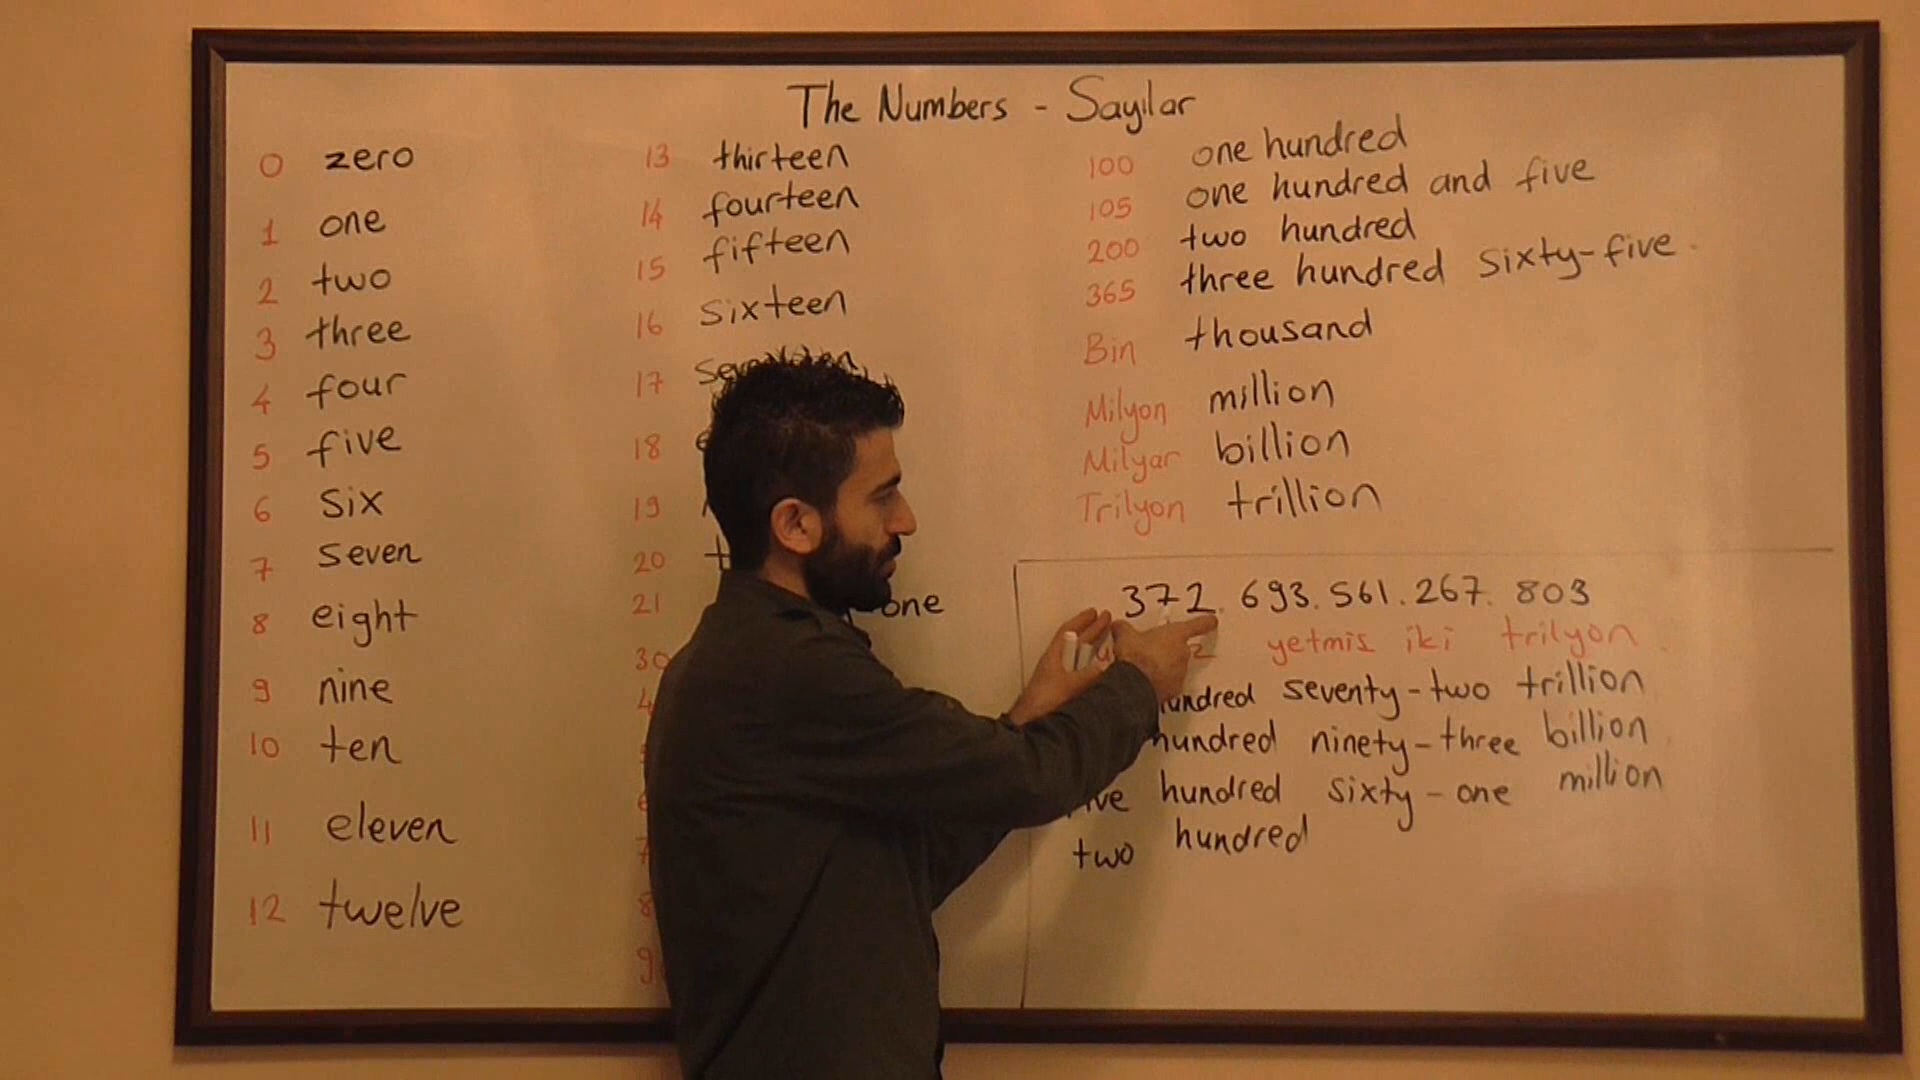 The Numbers - Sayılar
0 zero
1 one
2 two
3 three
4 four
5 five
6 six
7 seven
8 eight
9 nine
10 ten
11 eleven
12 twelve
13 thirteen
14 fourteen
15 fifteen
16 sixteen
17
18
19
20
21 one
30
100 one hundred
105 one hundred and five
200 two hundred
365 three hundred sixty-five
Bin thousand
Milyon million
Milyar billion
Trilyon trillion
372.693.561.267.803
yetmis iki trilyon
hundred seventy-two trillion
hundred ninety-three billion
five hundred sixty-one million
two hundred